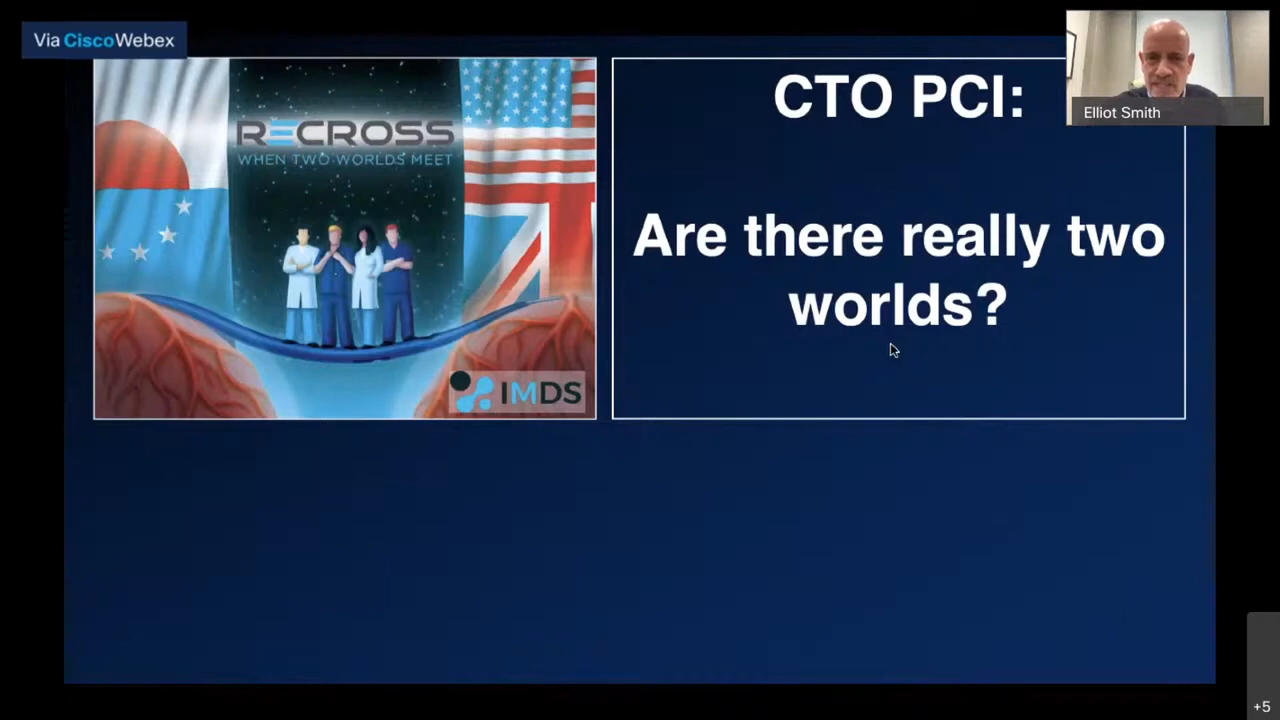 Via CiscoWebex
RECROSS
WHEN TWO WORLDS MEET
IMDS
CTO PCI:
Are there really two
worlds?
Elliot Smith
+5